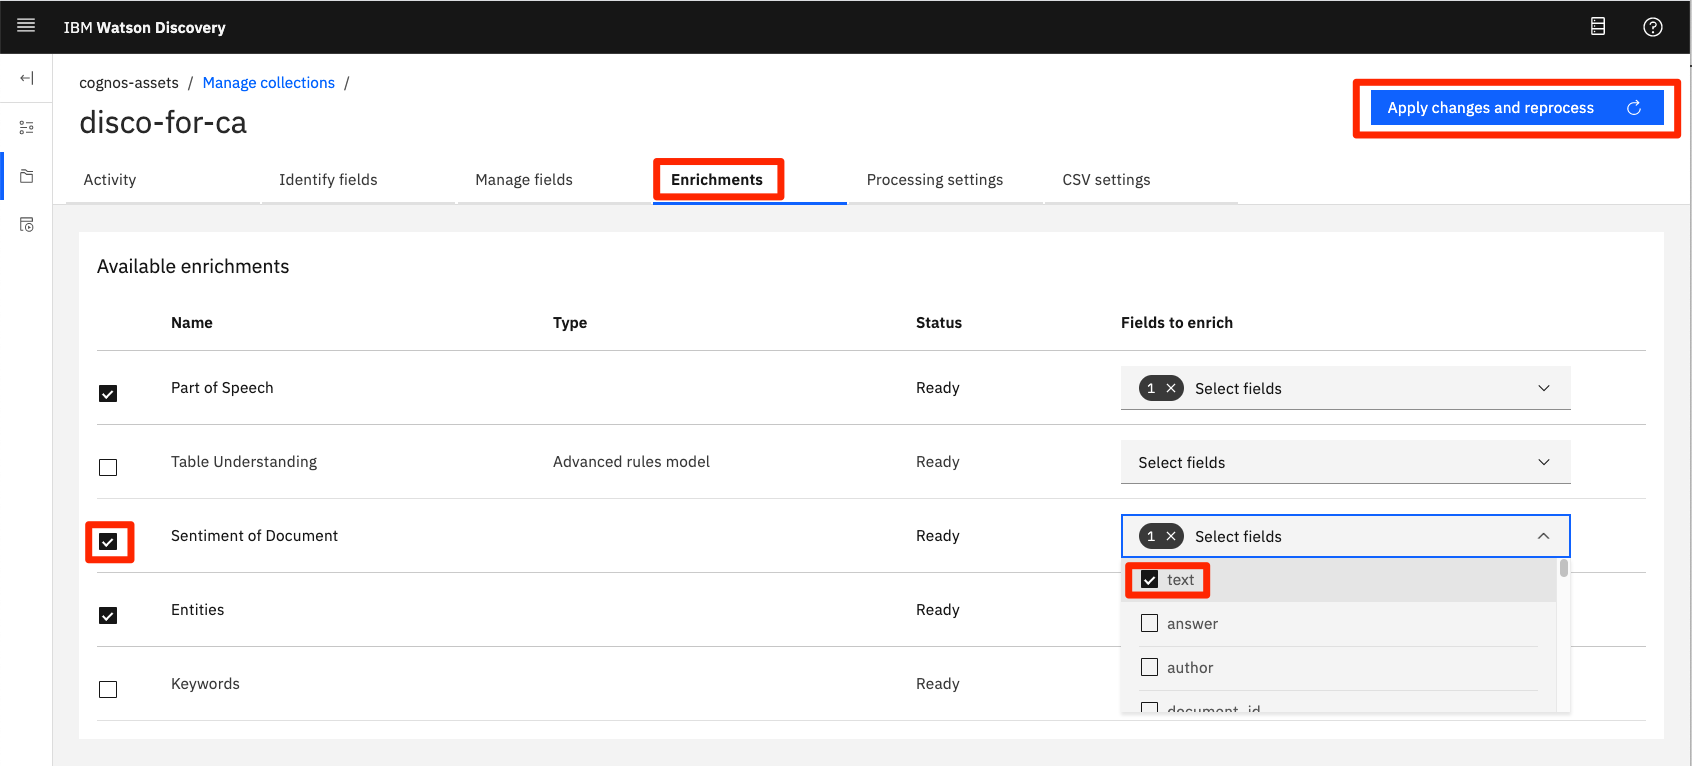 IBM Watson Discovery
cognos-assets / Manage collections /
disco-for-ca
Apply changes and reprocess
Activity Identify fields Manage fields Enrichments Processing settings CSV settings
Available enrichments
Name Type Status Fields to enrich
Part of Speech Ready 1 × Select fields
Table Understanding Advanced rules model Ready Select fields
Sentiment of Document Ready 1 × Select fields
text
Entities Ready
answer
author
Keywords Ready
document_id